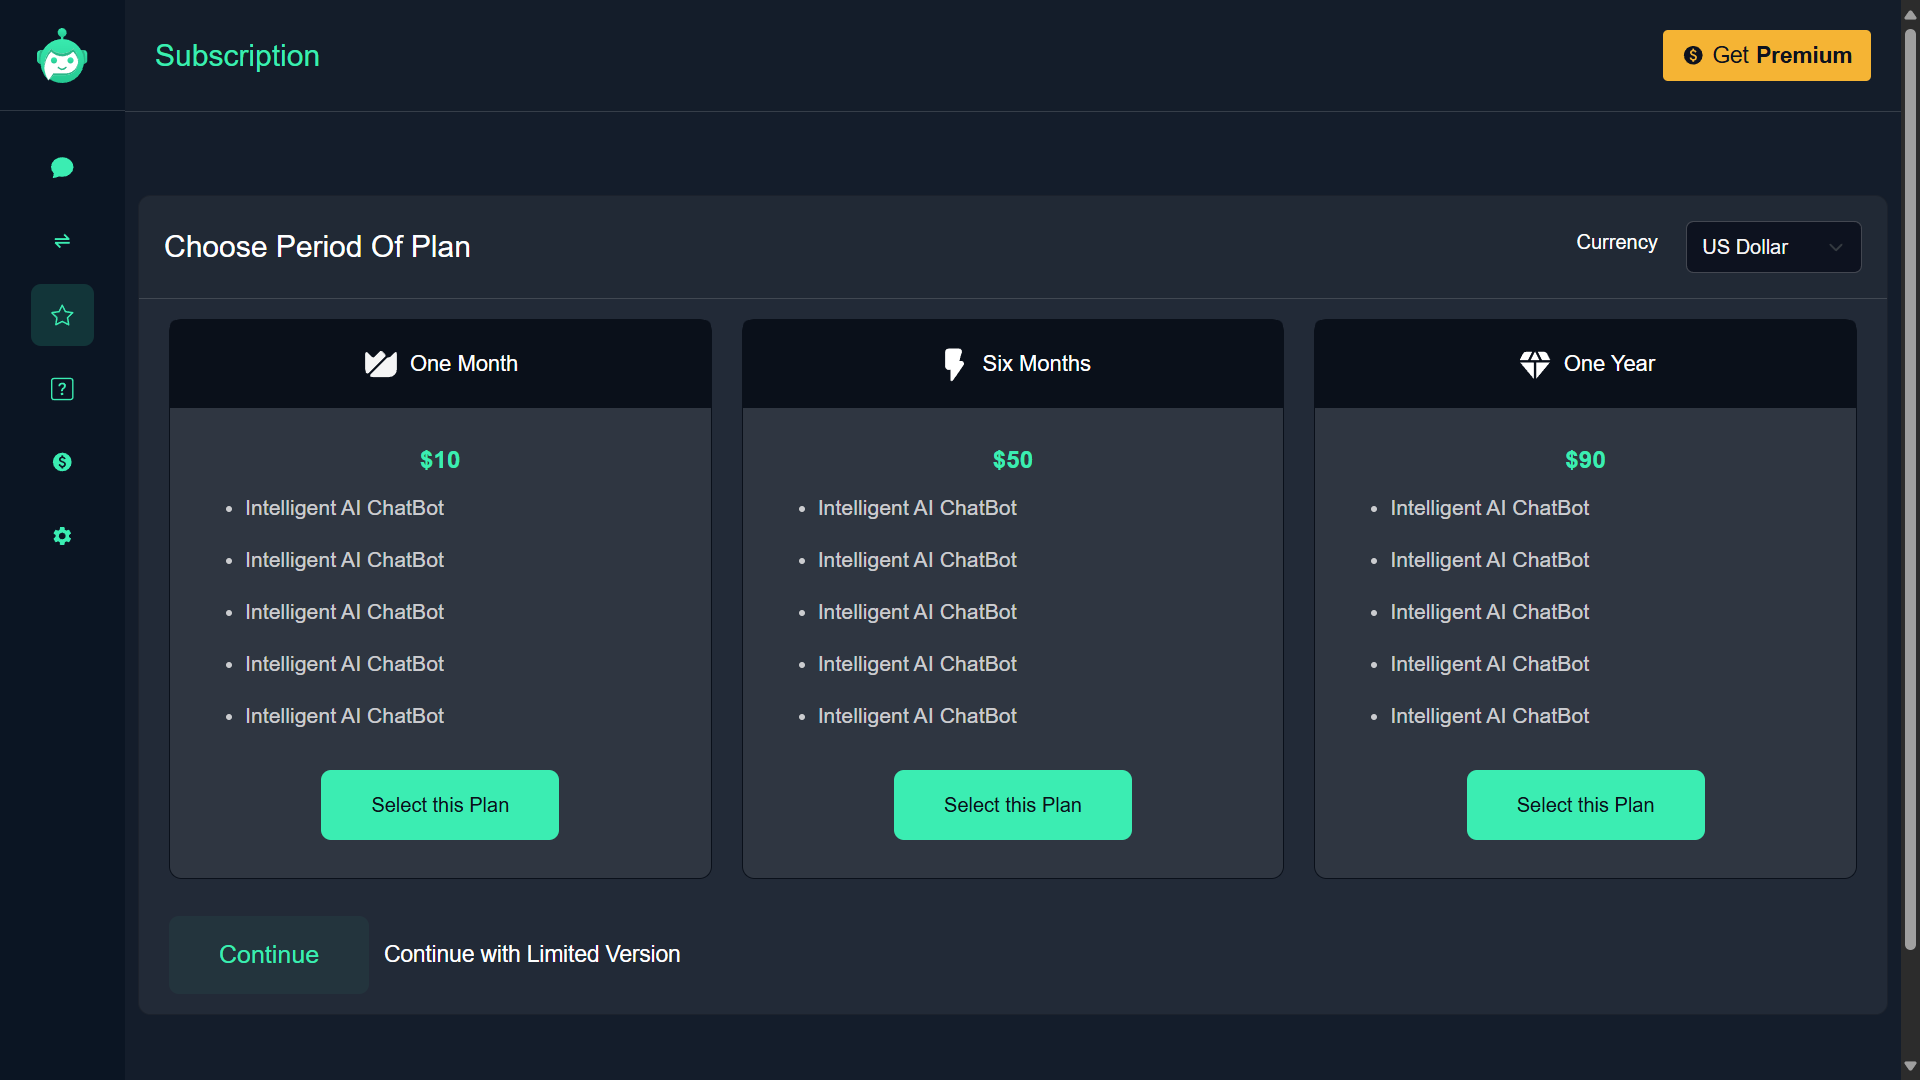 Subscription
Get Premium
Choose Period Of Plan
Currency
US Dollar
One Month
$10
Intelligent AI ChatBot
Intelligent AI ChatBot
Intelligent AI ChatBot
Intelligent AI ChatBot
Intelligent AI ChatBot
Select this Plan
Six Months
$50
Intelligent AI ChatBot
Intelligent AI ChatBot
Intelligent AI ChatBot
Intelligent AI ChatBot
Intelligent AI ChatBot
Select this Plan
One Year
$90
Intelligent AI ChatBot
Intelligent AI ChatBot
Intelligent AI ChatBot
Intelligent AI ChatBot
Intelligent AI ChatBot
Select this Plan
Continue
Continue with Limited Version